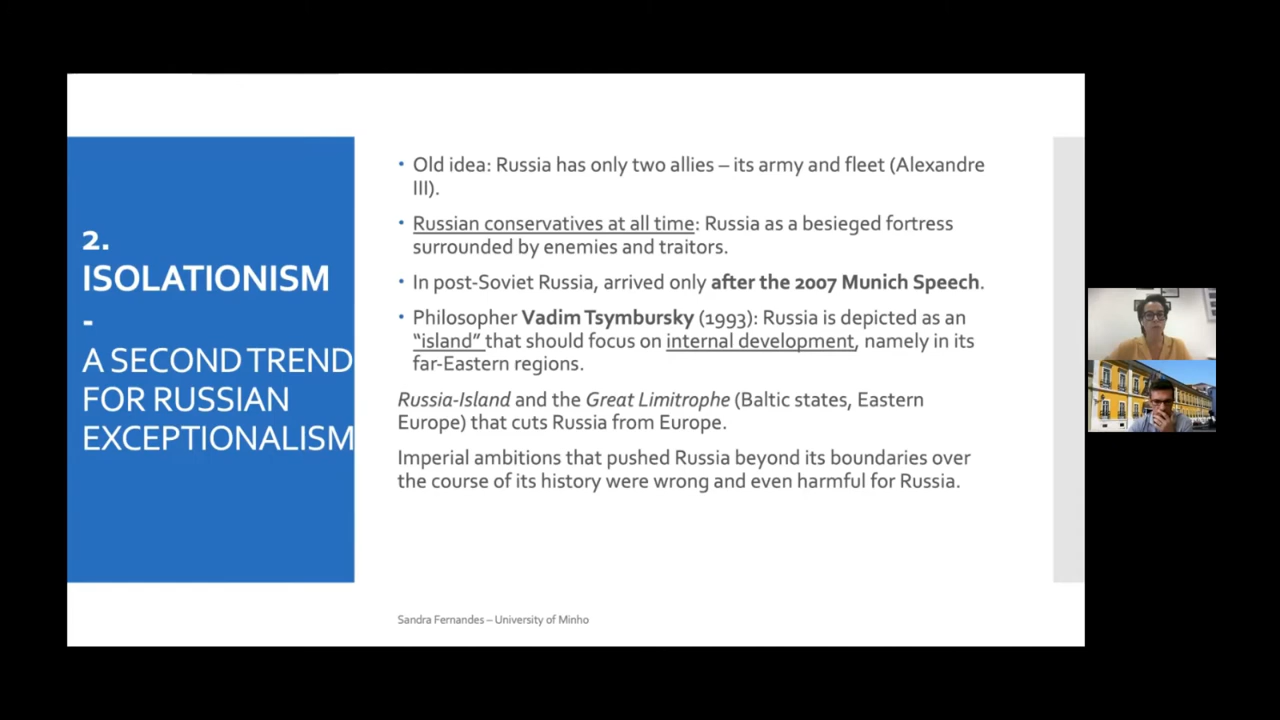 2.
ISOLATIONISM
-
A SECOND TREND
FOR RUSSIAN
EXCEPTIONALISM
• Old idea: Russia has only two allies – its army and fleet (Alexandre
III).
• Russian conservatives at all time: Russia as a besieged fortress
surrounded by enemies and traitors.
• In post-Soviet Russia, arrived only after the 2007 Munich Speech.
• Philosopher Vadim Tsymbursky (1993): Russia is depicted as an
“island” that should focus on internal development, namely in its
far-Eastern regions.
Russia-Island and the Great Limitrophe (Baltic states, Eastern
Europe) that cuts Russia from Europe.
Imperial ambitions that pushed Russia beyond its boundaries over
the course of its history were wrong and even harmful for Russia.
Sandra Fernandes – University of Minho